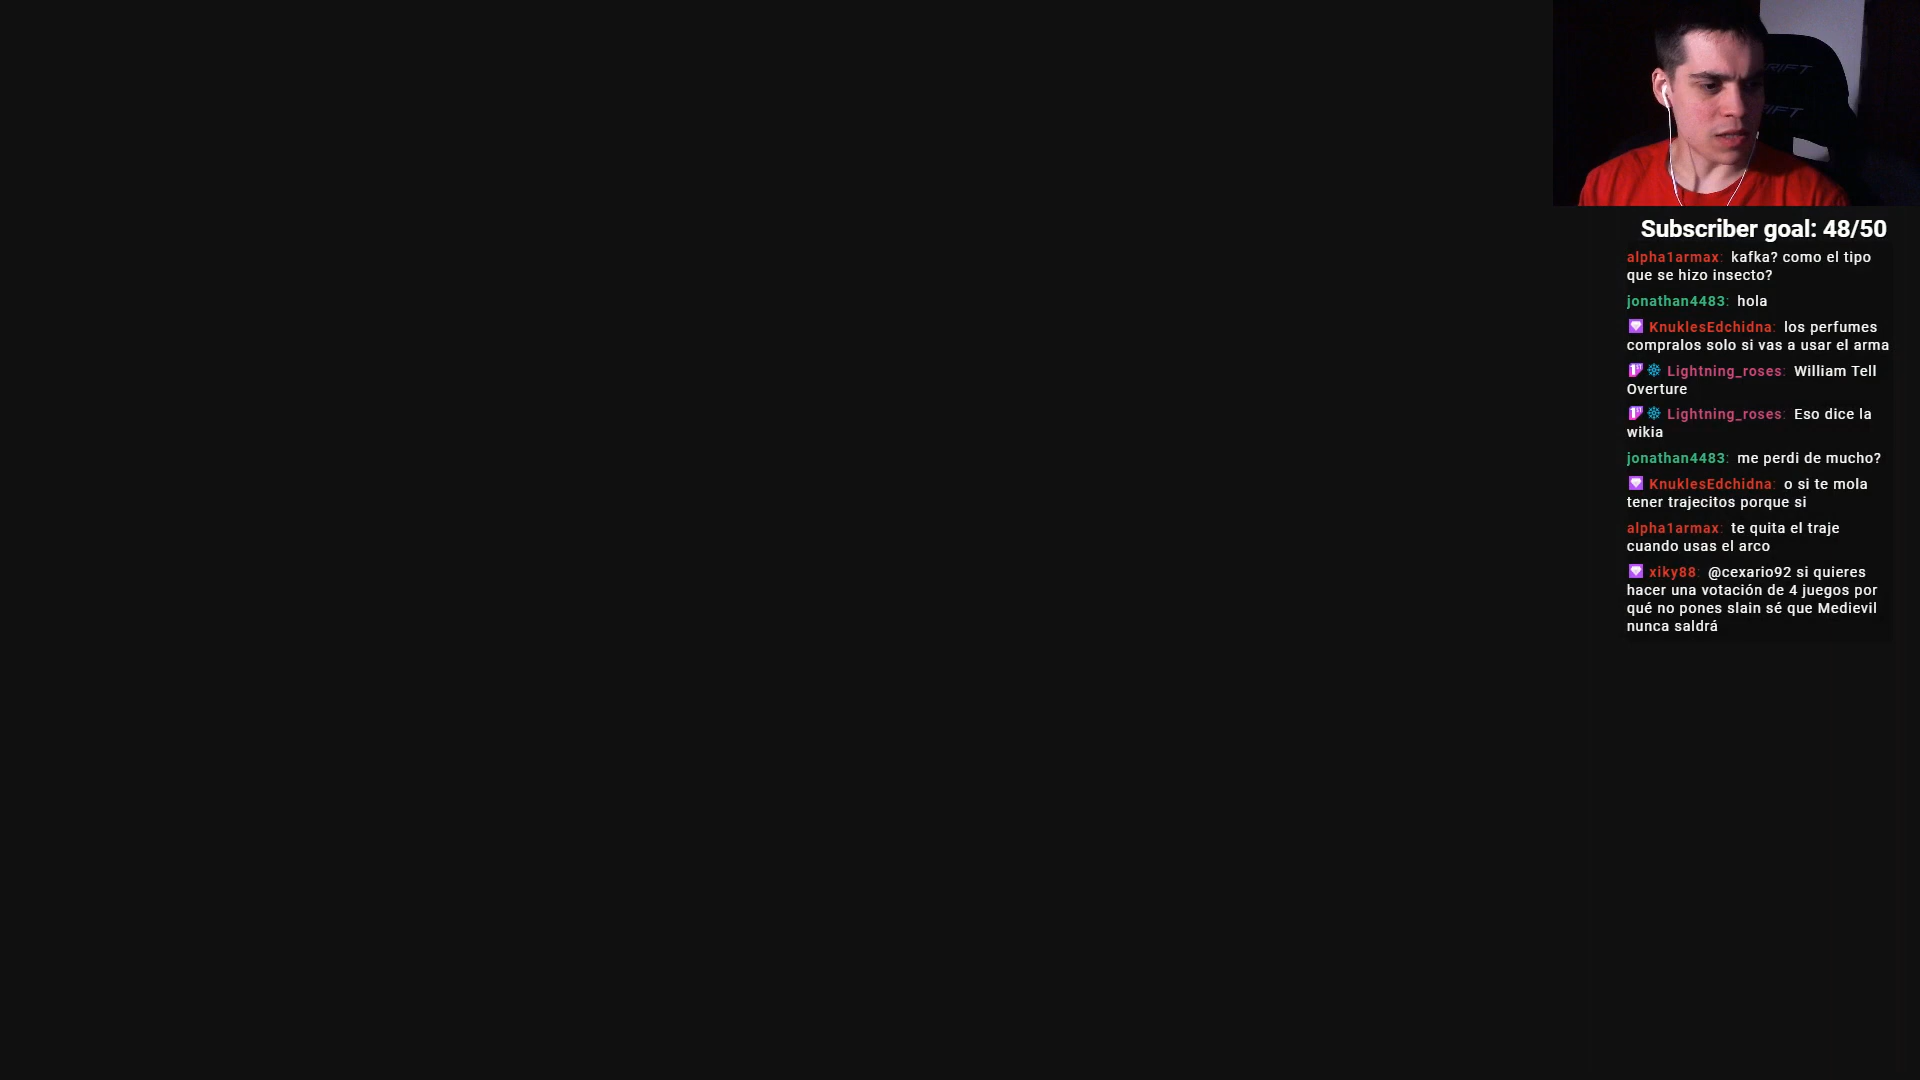 Subscriber goal: 48/50
alpha1armax: kafka? como el tipo
que se hizo insecto?
jonathan4483: hola
KnuklesEdchidna: los perfumes
compralos solo si vas a usar el arma
Lightning_roses: William Tell
Overture
Lightning_roses: Eso dice la
wikia
jonathan4483: me perdi de mucho?
KnuklesEdchidna: o si te mola
tener trajecitos porque si
alpha1armax: te quita el traje
cuando usas el arco
xiky88: @cexario92 si quieres
hacer una votación de 4 juegos por
qué no pones slain sé que Medievil
nunca saldrá